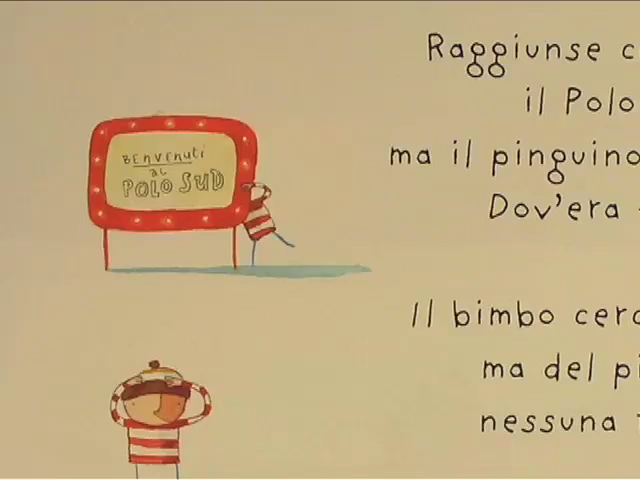 BENVENUTI
AL
POLO SUD
Raggiunse c
il Polo
ma il pinguino
Dov'era
Il bimbo cerc
ma del pi
nessuna